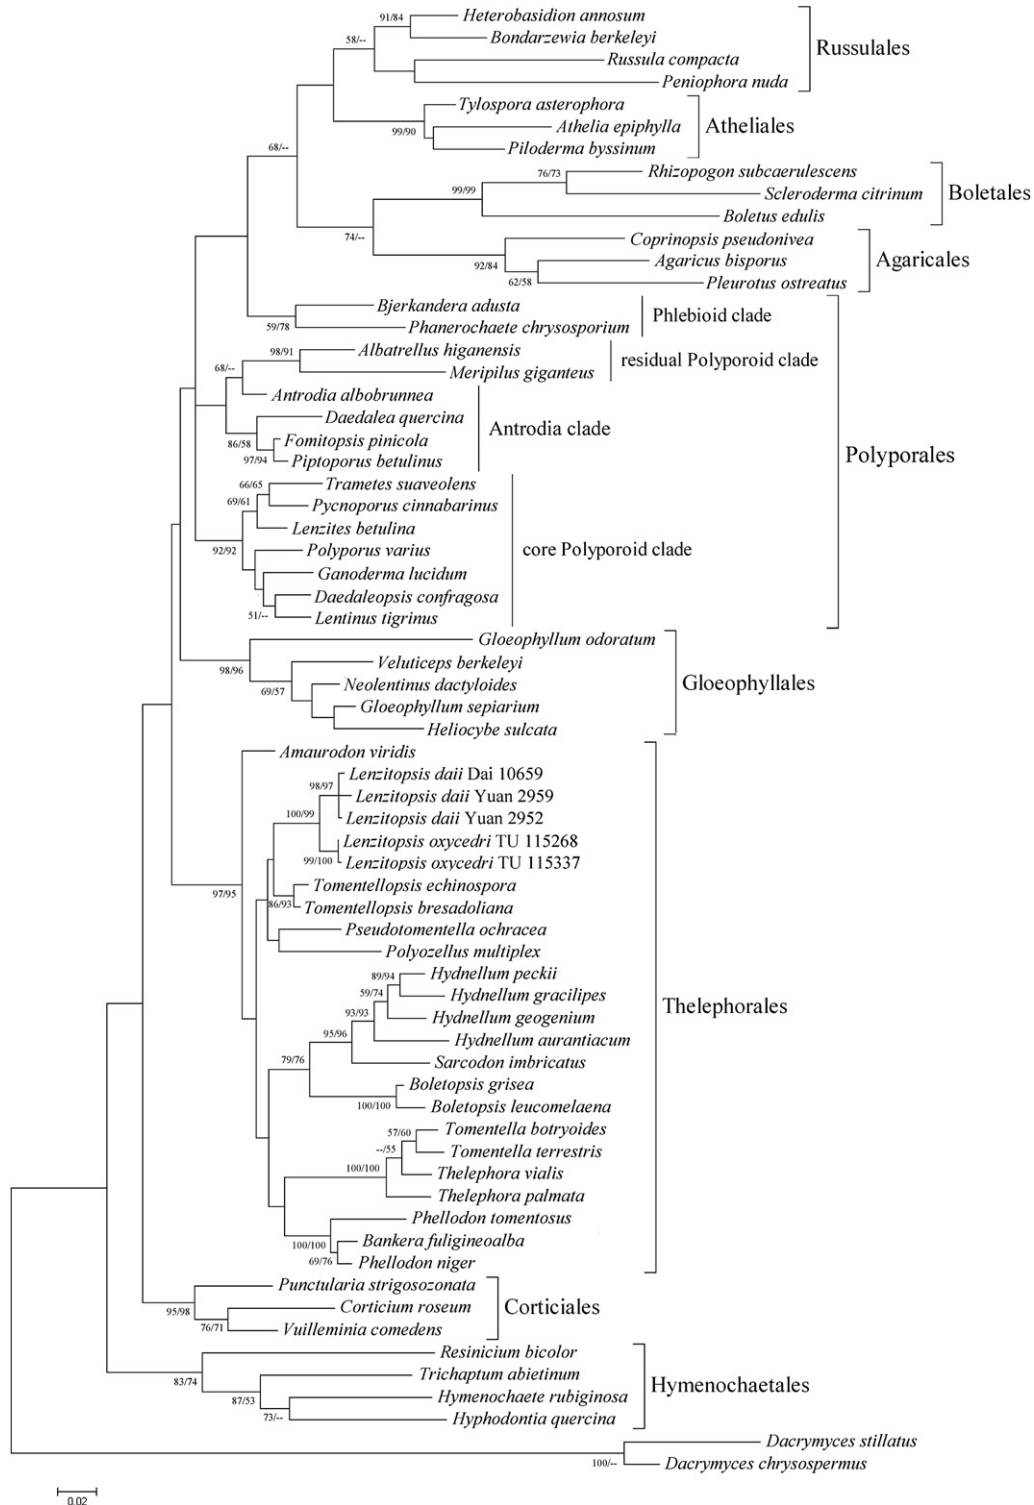 91/84
Heterobasidion annosum
58/--
Bondarzewia berkeleyi
Russulales
Russula compacta
Peniophora nuda
Tylospora asterophora
99/90
Athelia epiphylla
Atheliales
Piloderma byssinum
68/--
76/73
Rhizopogon subcaerulescens
99/99
Scleroderma citrinum
Boletales
Boletus edulis
74/--
Coprinopsis pseudonivea
92/84
Agaricus bisporus
Agaricales
62/58
Pleurotus ostreatus
Bjerkandera adusta
Phlebioid clade
59/78
Phanerochaete chrysosporium
98/91
Albatrellus higanensis
residual Polyporoid clade
68/--
Meripilus giganteus
Antrodia albobrunnea
Daedalea quercina
Antrodia clade
86/58
Fomitopsis pinicola
97/94
Piptoporus betulinus
Polyporales
66/65
Trametes suaveolens
69/61
Pycnoporus cinnabarinus
Lenzites betulina
92/92
Polyporus varius
core Polyporoid clade
Ganoderma lucidum
Daedaleopsis confragosa
51/--
Lentinus tigrinus
Gloeophyllum odoratum
98/96
Veluticeps berkeleyi
69/57
Neolentinus dactyloides
Gloeophyllales
Gloeophyllum sepiarium
Heliocybe sulcata
Amaurodon viridis
98/97
Lenzitopsis daii Dai 10659
Lenzitopsis daii Yuan 2959
100/99
Lenzitopsis daii Yuan 2952
Lenzitopsis oxycedri TU 115268
99/100
Lenzitopsis oxycedri TU 115337
97/95
Tomentellopsis echinospora
86/93
Tomentellopsis bresadoliana
Pseudotomentella ochracea
Polyozellus multiplex
89/94
Hydnellum peckii
59/74
Hydnellum gracilipes
93/93
Hydnellum geogenium
Thelephorales
95/96
Hydnellum aurantiacum
79/76
Sarcodon imbricatus
Boletopsis grisea
100/100
Boletopsis leucomelaena
57/60
Tomentella botryoides
--/55
Tomentella terrestris
100/100
Thelephora vialis
Thelephora palmata
Phellodon tomentosus
100/100
Bankera fuligineoalba
69/76
Phellodon niger
Punctularia strigosozonata
95/98
Corticium roseum
Corticiales
76/71
Vuilleminia comedens
Resinicium bicolor
83/74
Trichaptum abietinum
Hymenochaetales
87/53
Hymenochaete rubiginosa
73/--
Hyphodontia quercina
Dacrymyces stillatus
100/--
Dacrymyces chrysospermus
0.02